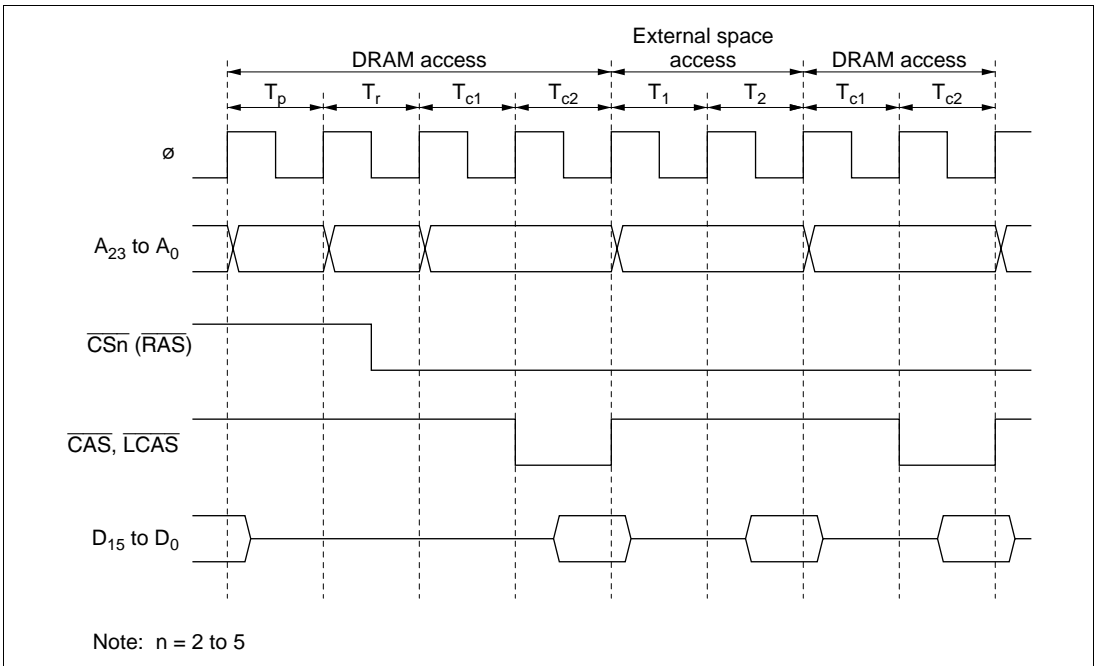 External space
DRAM access access DRAM access
Tp Tr Tc1 Tc2 T1 T2 Tc1 Tc2
ø
A23 to A0
CSn (RAS)
CAS, LCAS
D15 to D0
Note: n = 2 to 5